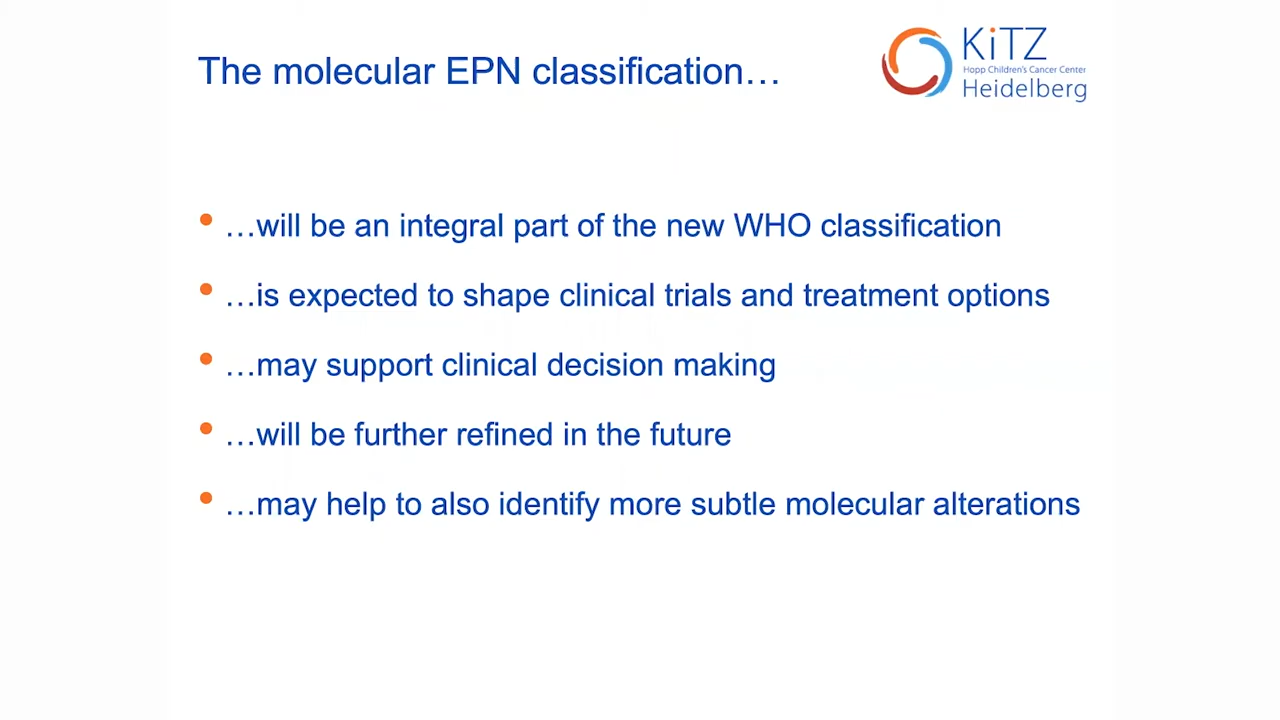 The molecular EPN classification…
KiTZ
Hopp Children's Cancer Center
Heidelberg
• …will be an integral part of the new WHO classification
• …is expected to shape clinical trials and treatment options
• …may support clinical decision making
• …will be further refined in the future
• …may help to also identify more subtle molecular alterations